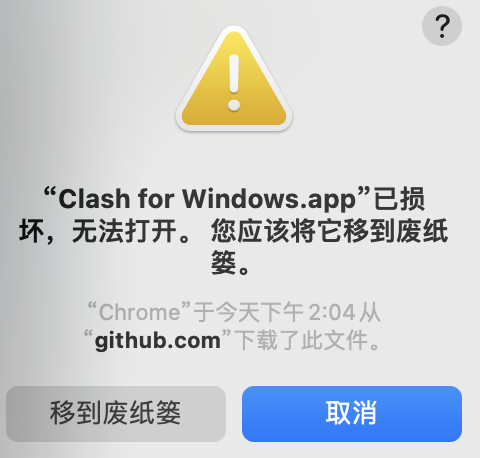 ?
“Clash for Windows.app”已损
坏，无法打开。 您应该将它移到废纸
篓。
“Chrome”于今天下午 2:04 从
“github.com”下载了此文件。
移到废纸篓
取消